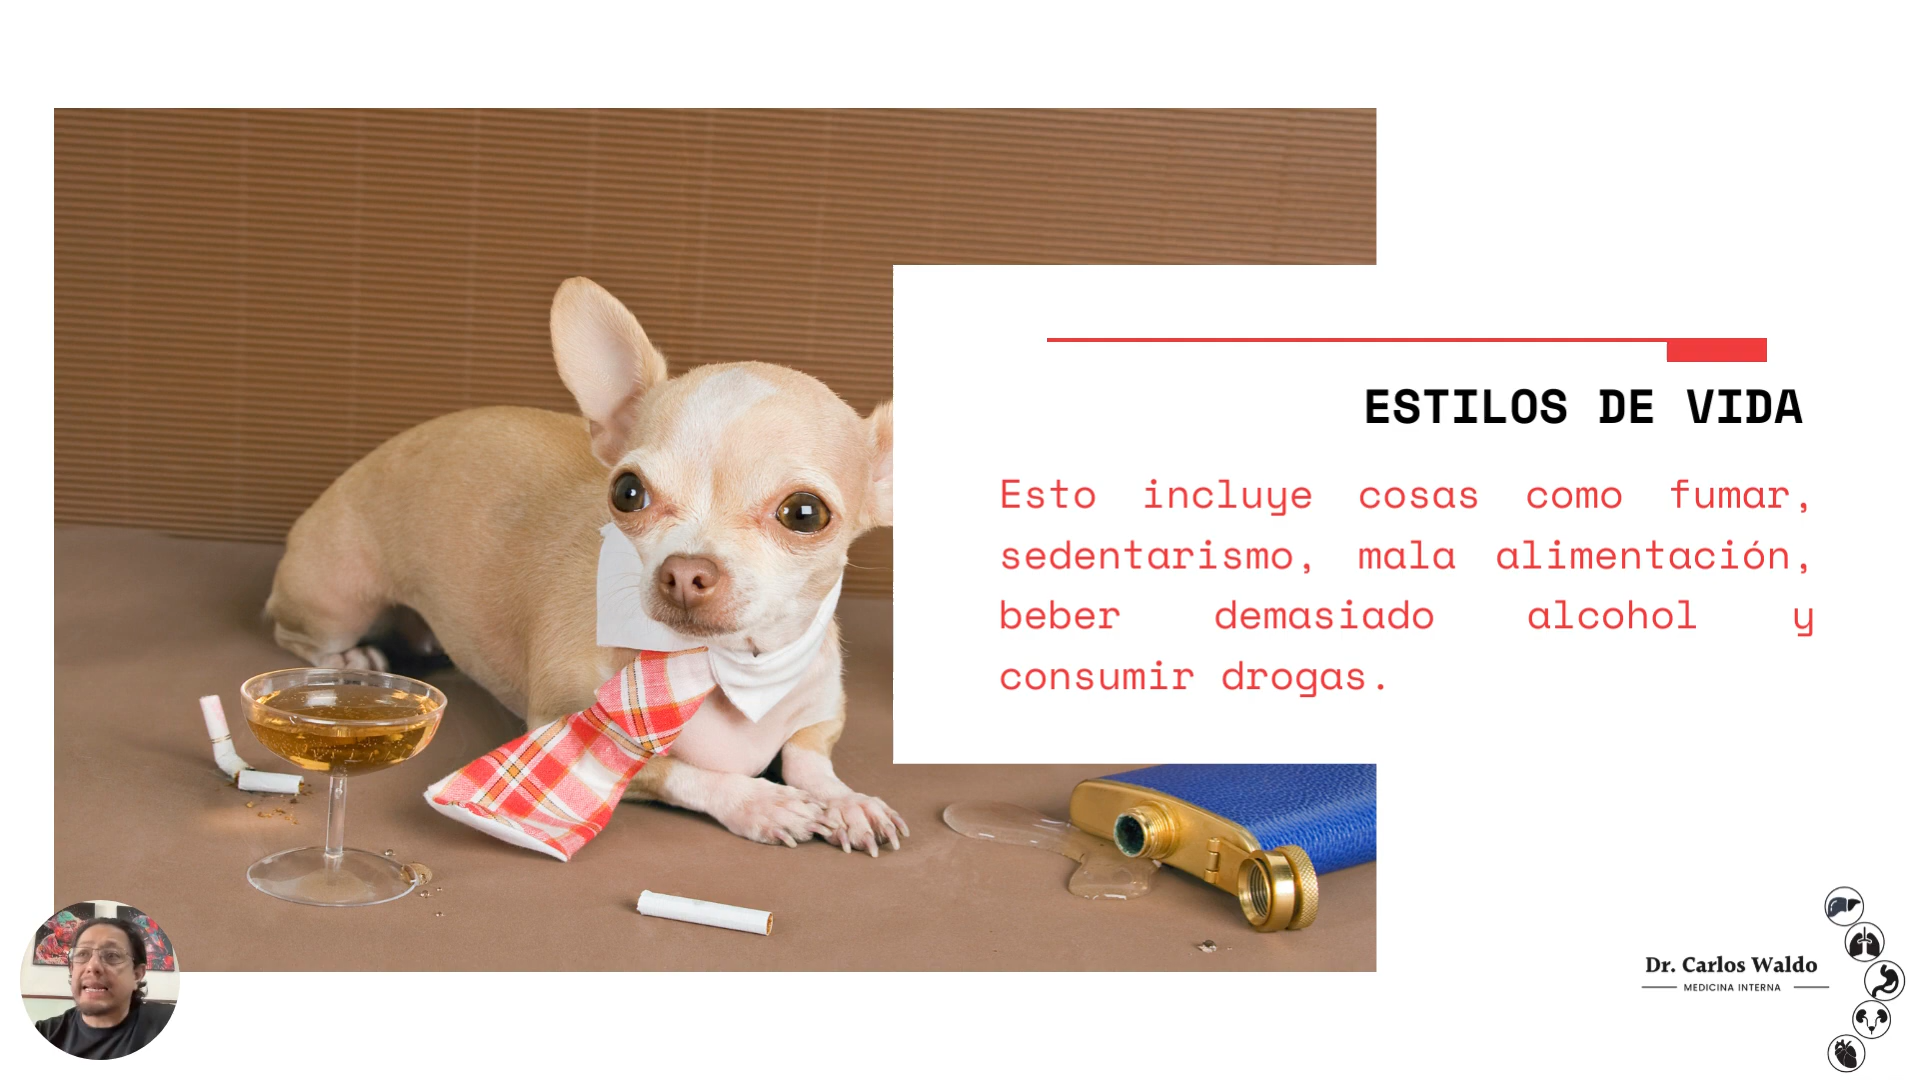 ESTILOS DE VIDA
Esto incluye cosas como fumar,
sedentarismo, mala alimentación,
beber demasiado alcohol y
consumir drogas.
Dr. Carlos Waldo
MEDICINA INTERNA